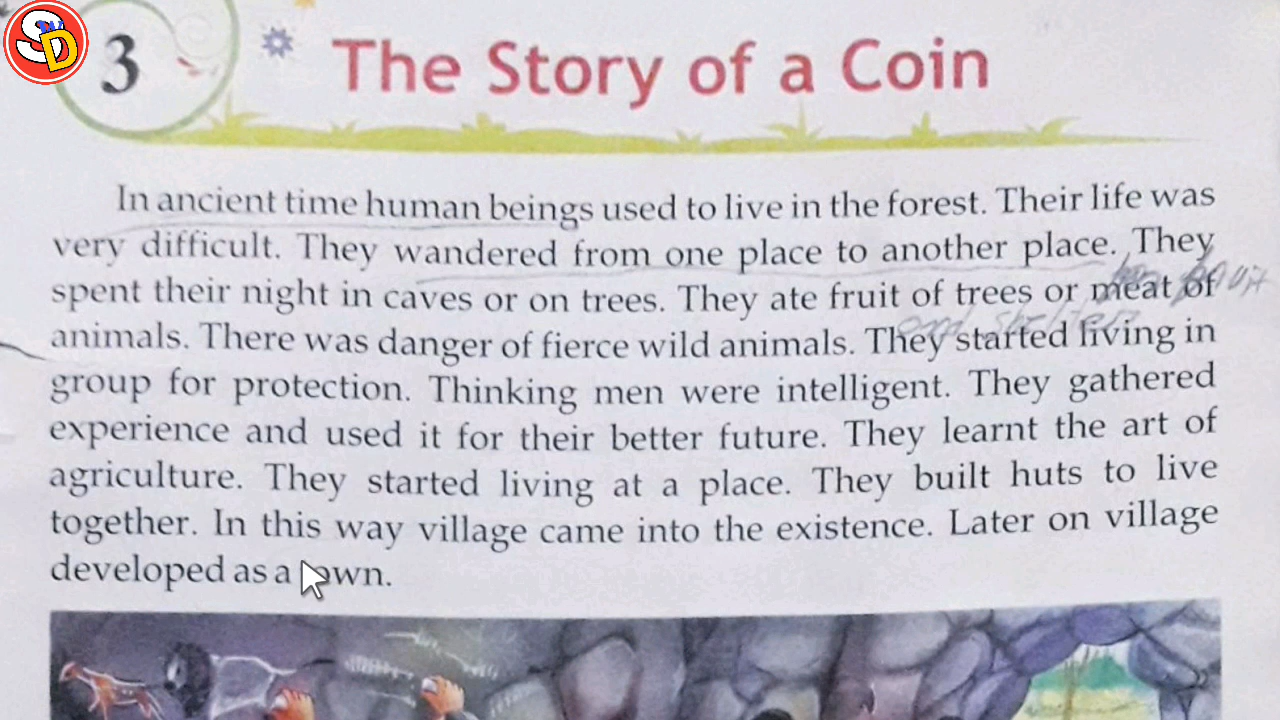 SD
3
The Story of a Coin
In ancient time human beings used to live in the forest. Their life was
very difficult. They wandered from one place to another place. They
spent their night in caves or on trees. They ate fruit of trees or meat of
animals. There was danger of fierce wild animals. They started living in
group for protection. Thinking men were intelligent. They gathered
experience and used it for their better future. They learnt the art of
agriculture. They started living at a place. They built huts to live
together. In this way village came into the existence. Later on village
developed as a own.